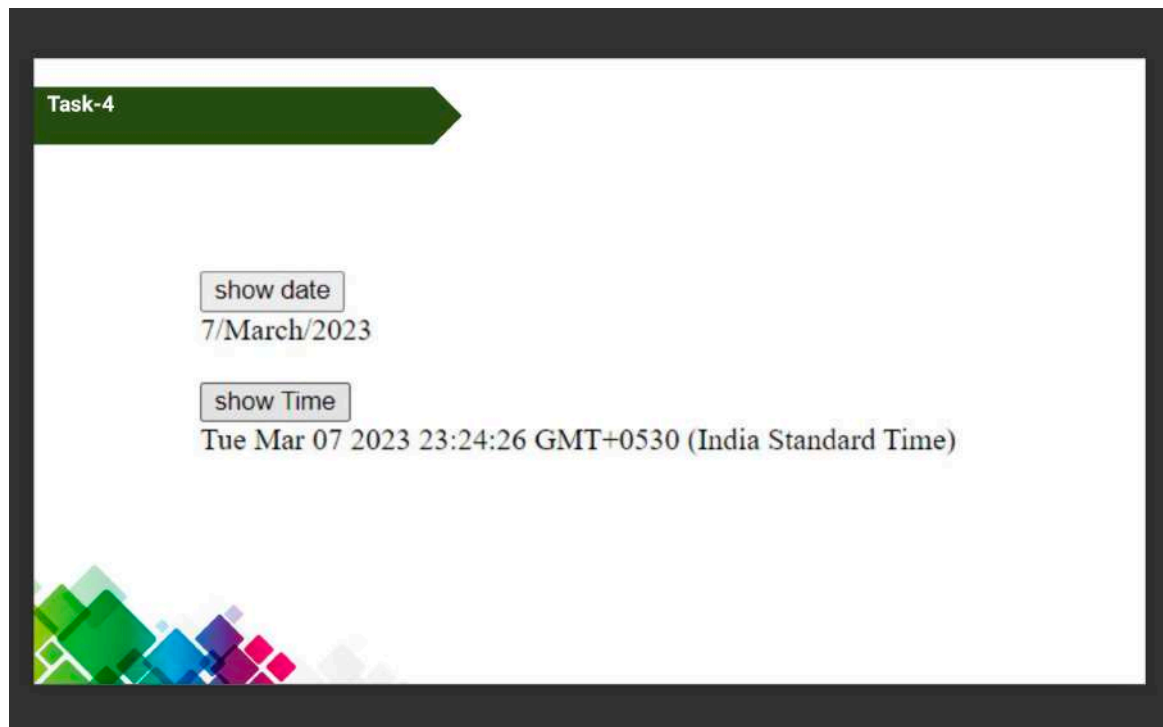 Task-4
show date
7/March/2023
show Time
Tue Mar 07 2023 23:24:26 GMT+0530 (India Standard Time)